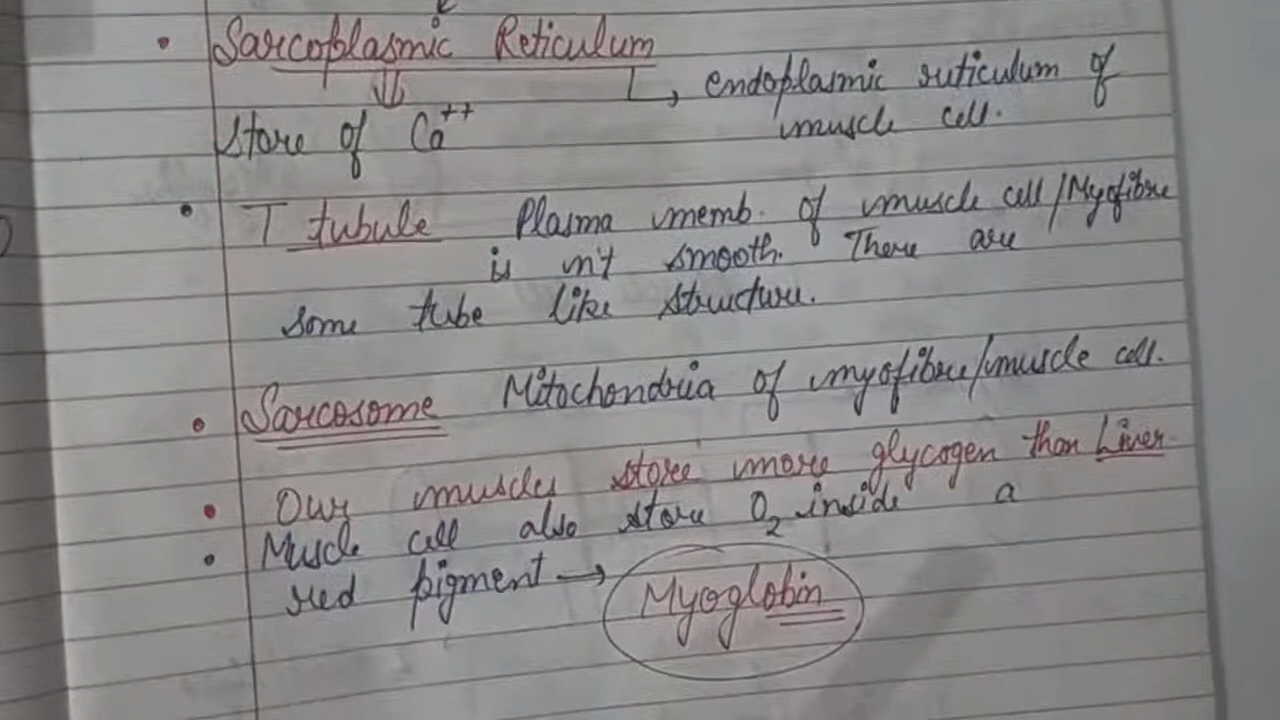 • Sarcoplasmic Reticulum
↳ endoplasmic reticulum of
muscle cell.
⇓
store of Ca++
• T tubule Plasma memb. of muscle cell/Myofibre
is n't smooth. There are
some tube like structure.
• Sarcosome Mitochondria of myofibre/muscle cell.
• Our muscles store more glycogen than Liver.
• Muscle cell also store O2 inside a
red pigment → Myoglobin